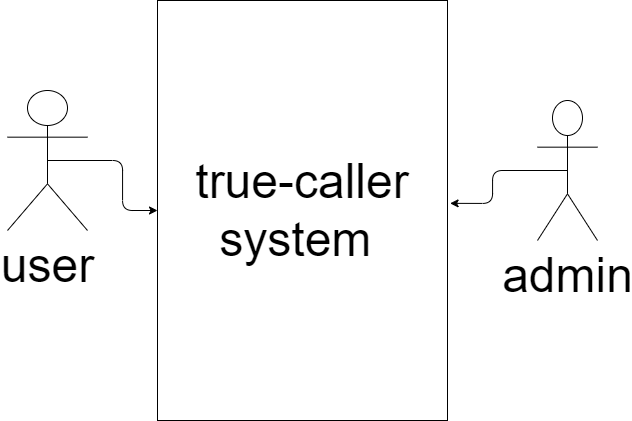 true-caller
system
user
admin